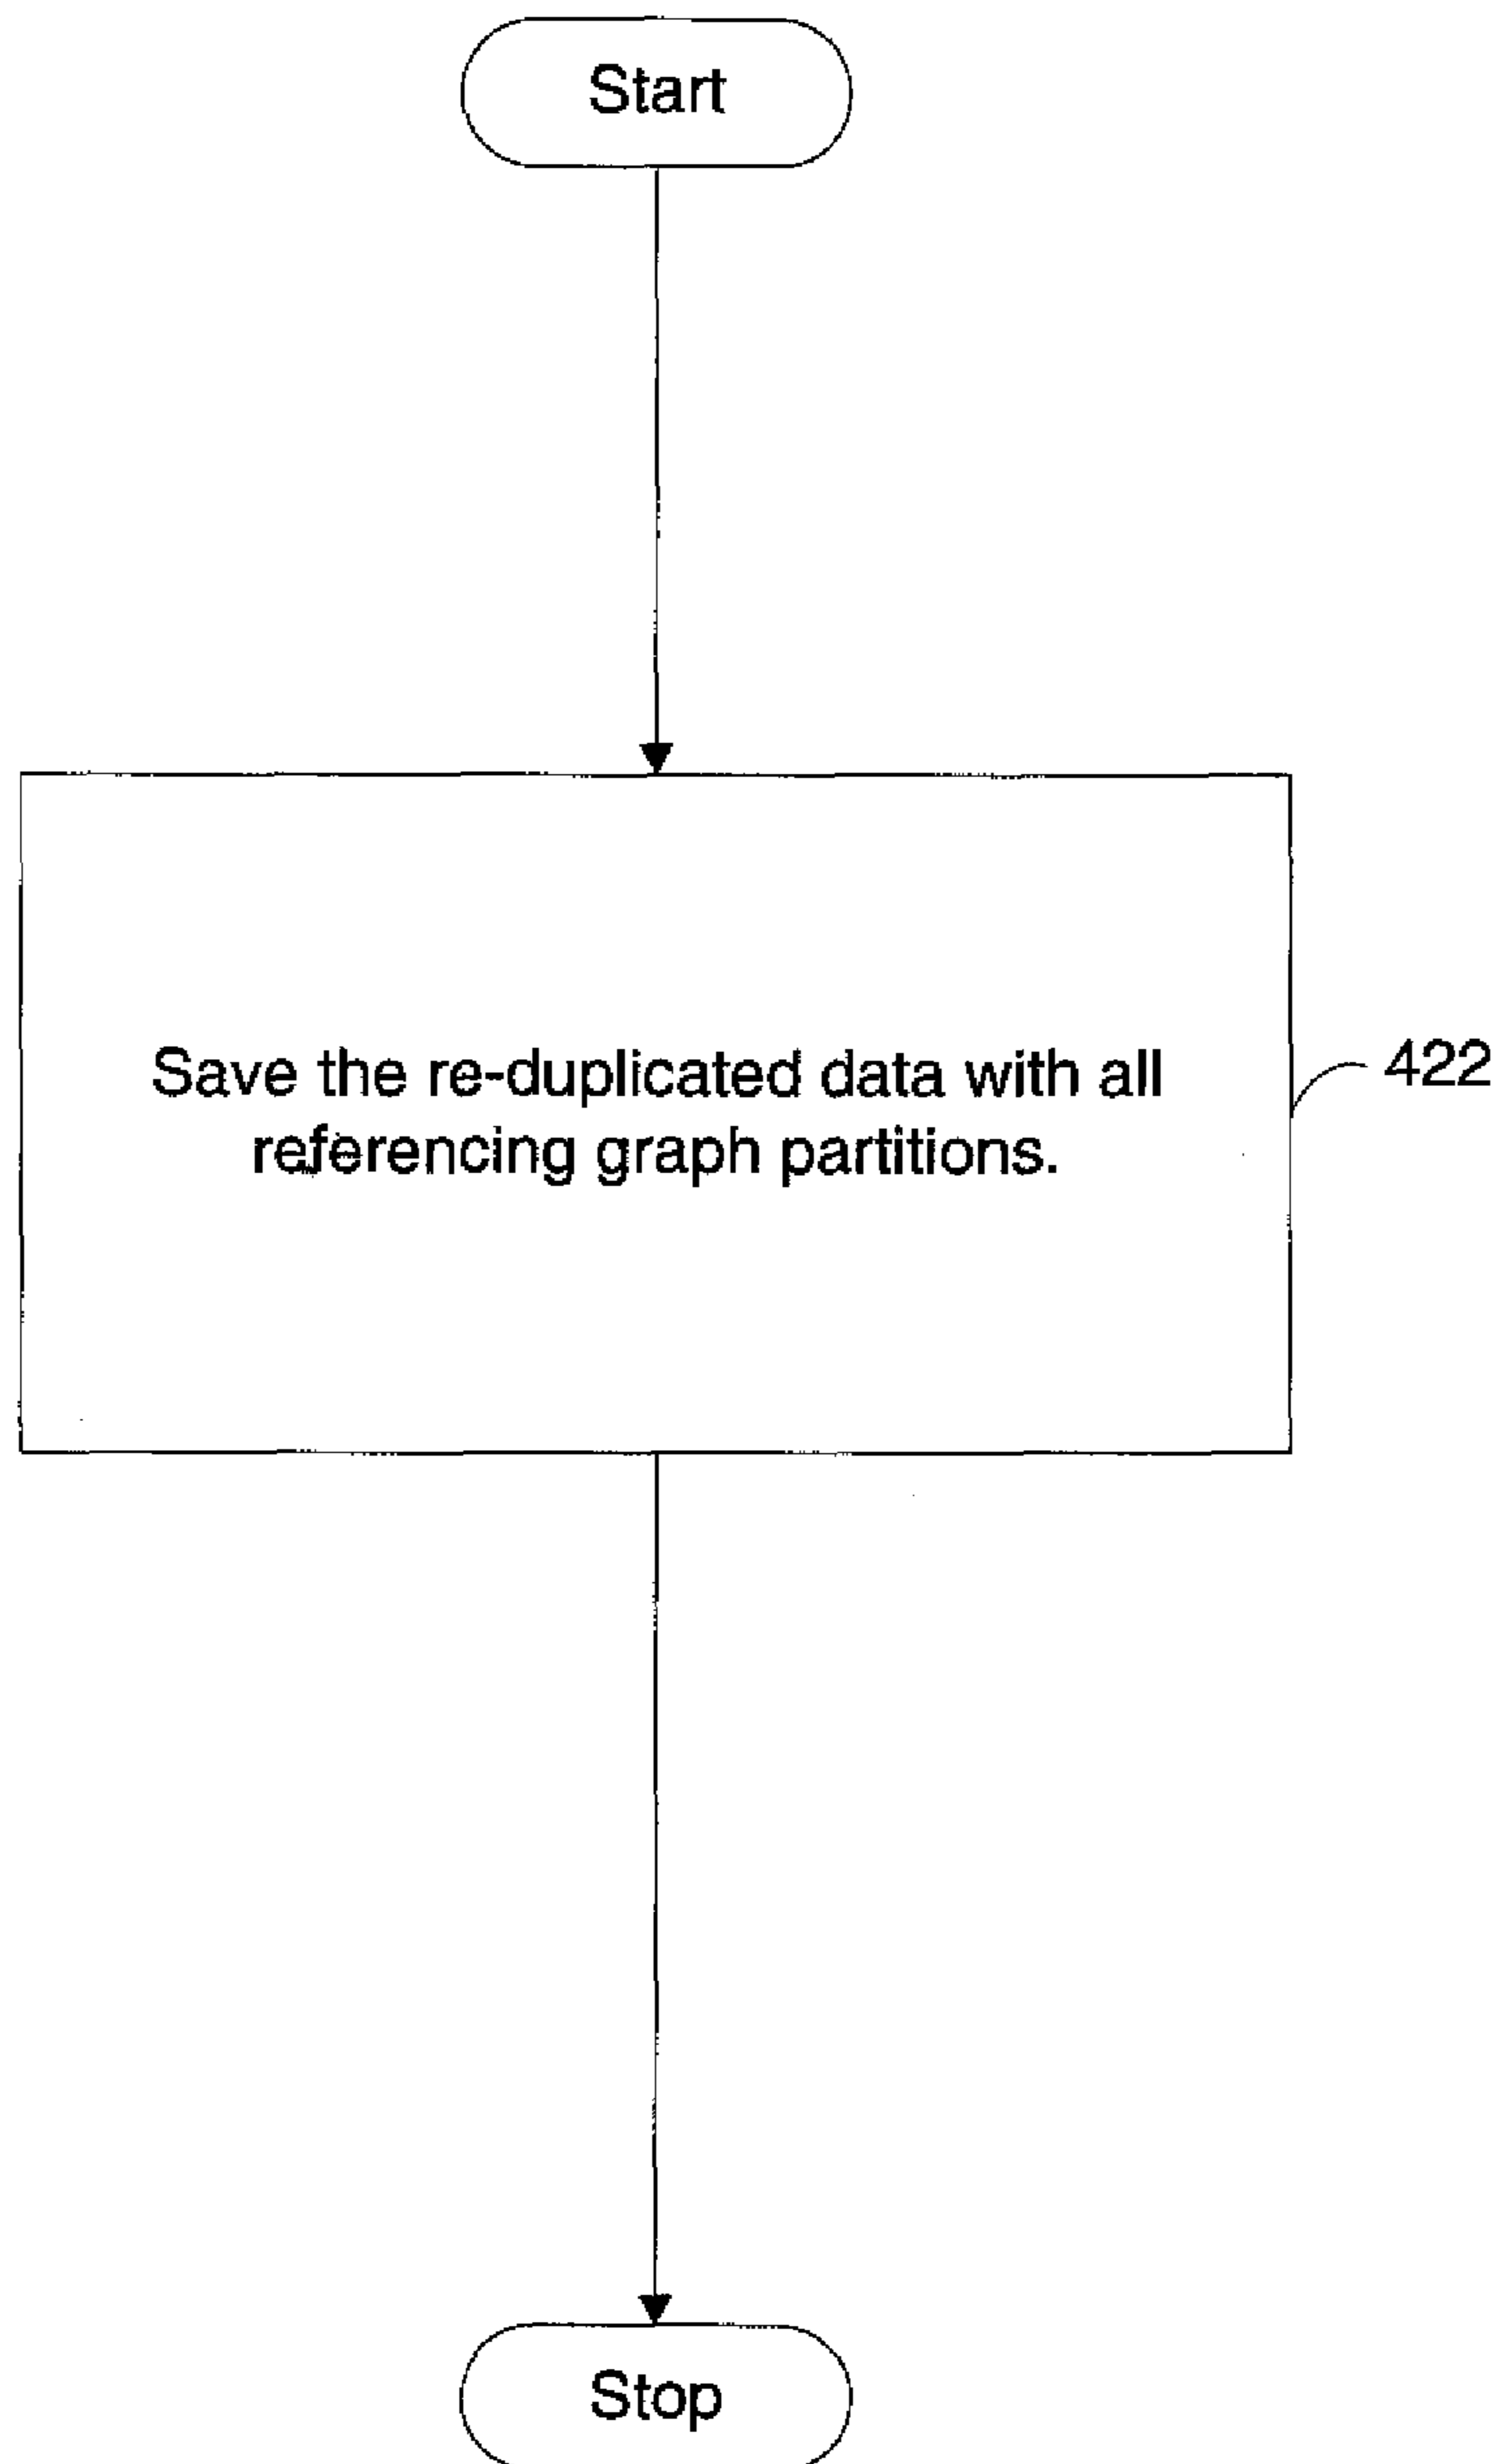 Start
Save the re-duplicated data with all
referencing graph partitions.
422
Stop